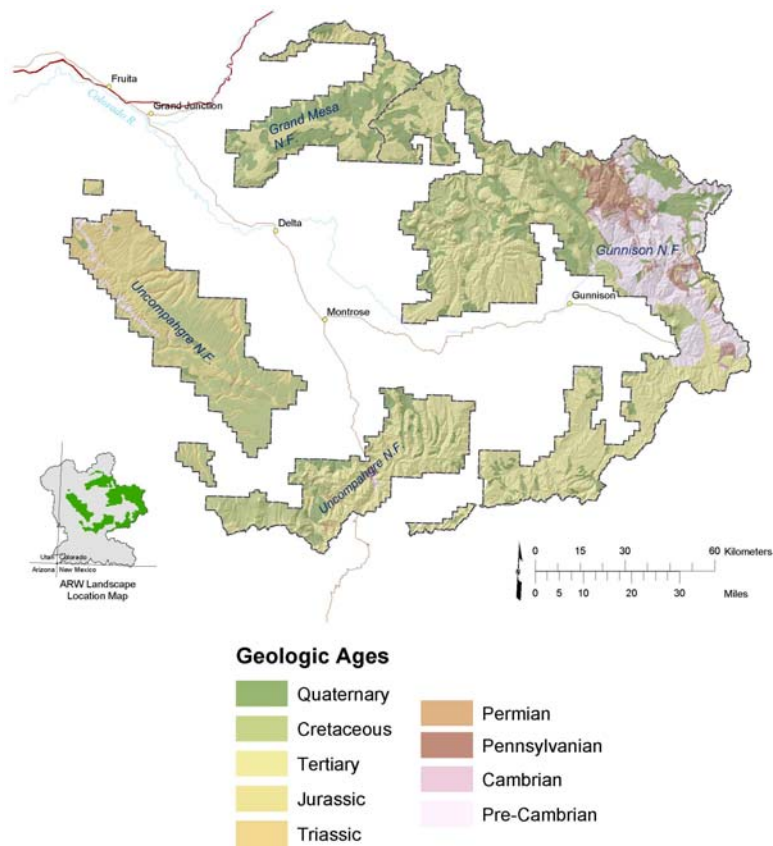 Fruita
Grand Junction
Colorado R.
Grand Mesa
N.F.
Delta
Gunnison N.F.
Uncompahgre N.F.
Montrose
Gunnison
Uncompahgre N.F.
Utah Colorado
Arizona New Mexico
ARW Landscape
Location Map
0 15 30 60 Kilometers
0 5 10 20 30 Miles
Geologic Ages
Quaternary
Cretaceous
Tertiary
Jurassic
Triassic
Permian
Pennsylvanian
Cambrian
Pre-Cambrian